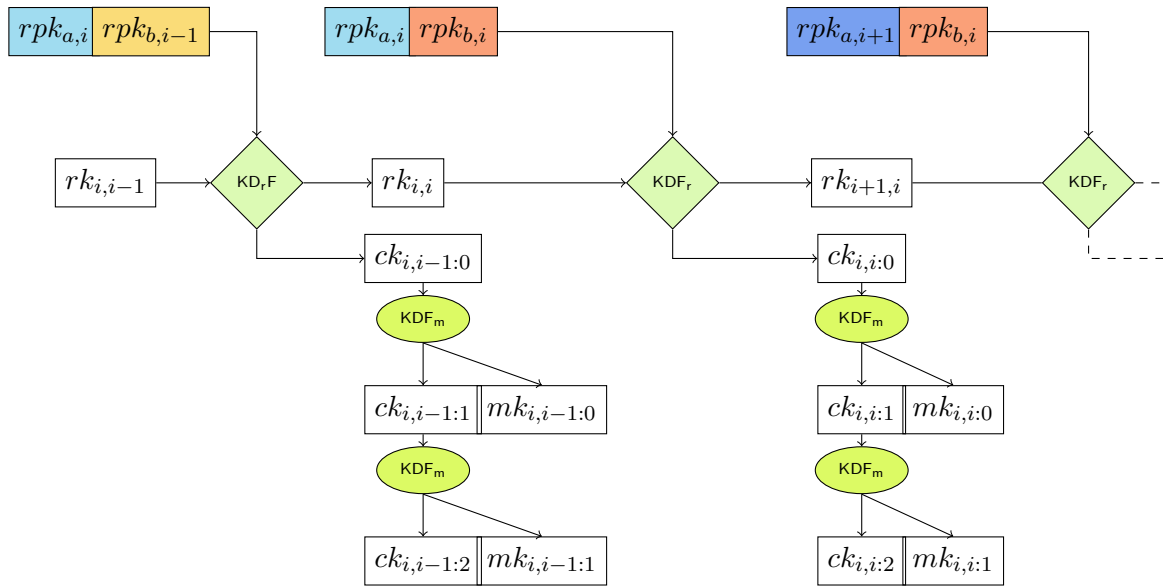 rpk_{a,i} rpk_{b,i−1} rpk_{a,i} rpk_{b,i} rpk_{a,i+1} rpk_{b,i}
rk_{i,i−1} KD_rF rk_{i,i} KDF_r rk_{i+1,i} KDF_r
ck_{i,i−1:0} ck_{i,i:0}
KDF_m KDF_m
ck_{i,i−1:1} mk_{i,i−1:0} ck_{i,i:1} mk_{i,i:0}
KDF_m KDF_m
ck_{i,i−1:2} mk_{i,i−1:1} ck_{i,i:2} mk_{i,i:1}